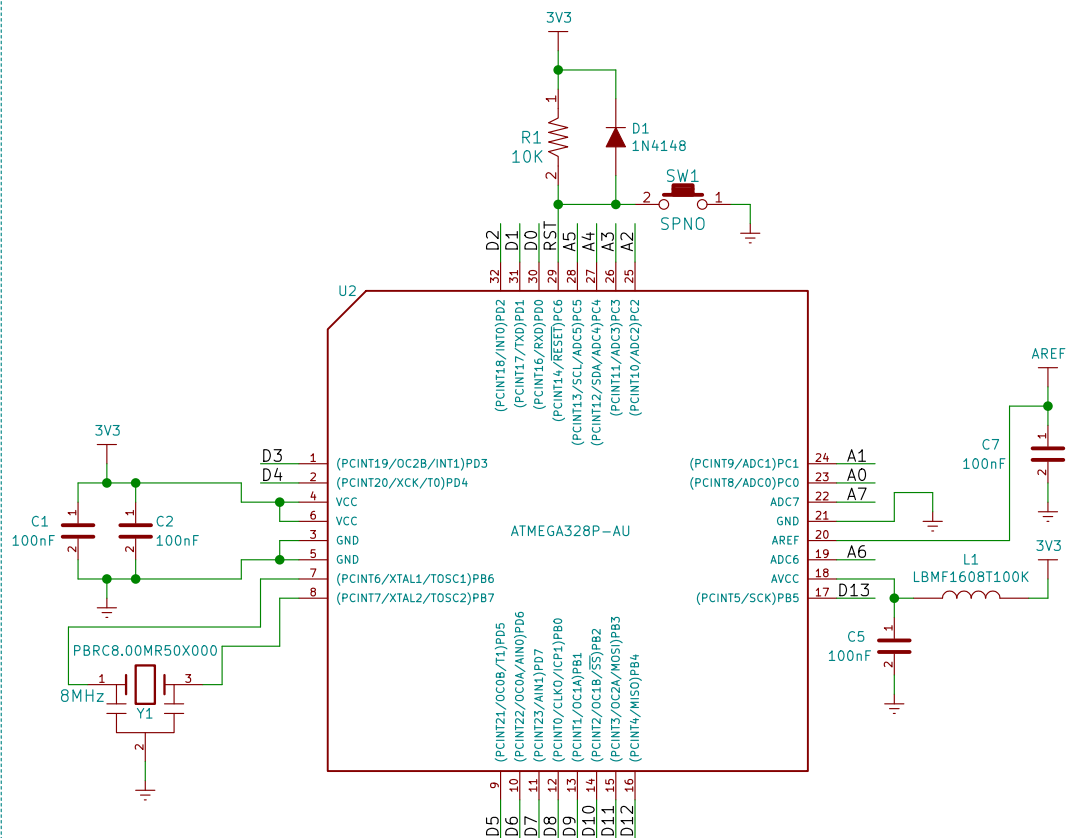 3V3
1
R1
10K
2
D1
1N4148
SW1
2
1
SPNO
D2
D1
D0
RST
A5
A4
A3
A2
32
31
30
29
28
27
26
25
U2
(PCINT18/INT0)PD2
(PCINT17/TXD)PD1
(PCINT16/RXD)PD0
(PCINT14/RESET)PC6
(PCINT13/SCL/ADC5)PC5
(PCINT12/SDA/ADC4)PC4
(PCINT11/ADC3)PC3
(PCINT10/ADC2)PC2
3V3
1
C1
100nF
2
1
C2
100nF
2
D3 1 (PCINT19/OC2B/INT1)PD3
D4 2 (PCINT20/XCK/T0)PD4
4 VCC
6 VCC
3 GND
5 GND
7 (PCINT6/XTAL1/TOSC1)PB6
8 (PCINT7/XTAL2/TOSC2)PB7
ATMEGA328P-AU
(PCINT9/ADC1)PC1 24 A1
(PCINT8/ADC0)PC0 23 A0
ADC7 22 A7
GND 21
AREF 20
ADC6 19 A6
AVCC 18
(PCINT5/SCK)PB5 17 D13
AREF
1
C7
100nF
2
3V3
L1
LBMF1608T100K
1
C5
100nF
2
PBRC8.00MR50X000
1
3
8MHz
Y1
2
(PCINT21/OC0B/T1)PD5
(PCINT22/OC0A/AIN0)PD6
(PCINT23/AIN1)PD7
(PCINT0/CLKO/ICP1)PB0
(PCINT1/OC1A)PB1
(PCINT2/OC1B/SS)PB2
(PCINT3/OC2A/MOSI)PB3
(PCINT4/MISO)PB4
9
10
11
12
13
14
15
16
D5
D6
D7
D8
D9
D10
D11
D12